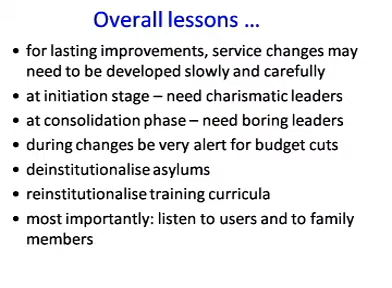 Overall lessons ...
• for lasting improvements, service changes may
need to be developed slowly and carefully
• at initiation stage – need charismatic leaders
• at consolidation phase – need boring leaders
• during changes be very alert for budget cuts
• deinstitutionalise asylums
• reinstitutionalise training curricula
• most importantly: listen to users and to family
members